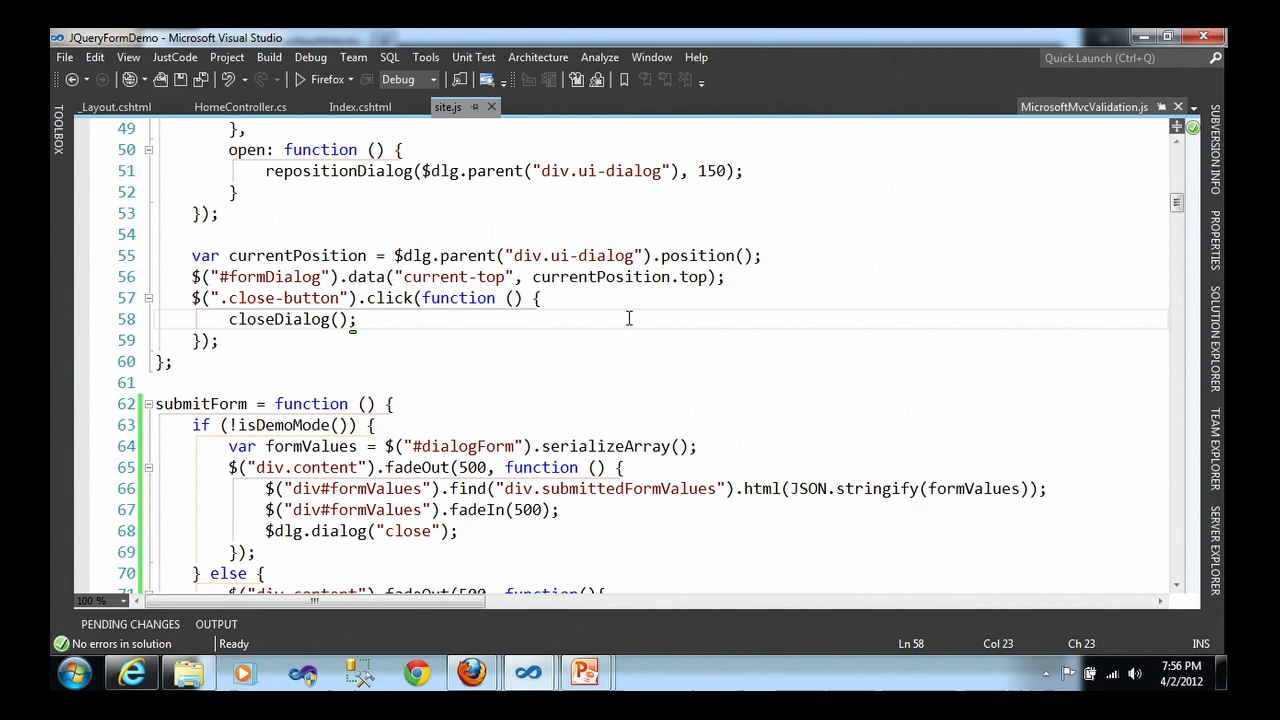 JQueryFormDemo - Microsoft Visual Studio
File Edit View JustCode Project Build Debug Team SQL Tools Unit Test Architecture Analyze Window Help
Quick Launch (Ctrl+Q)
Firefox Debug
_Layout.cshtml HomeController.cs Index.cshtml site.js MicrosoftMvcValidation.js
TOOLBOX
49 },
50 open: function () {
51 repositionDialog($dlg.parent("div.ui-dialog"), 150);
52 }
53 });
54
55 var currentPosition = $dlg.parent("div.ui-dialog").position();
56 $("#formDialog").data("current-top", currentPosition.top);
57 $(".close-button").click(function () {
58 closeDialog();
59 });
60 };
61
62 submitForm = function () {
63 if (!isDemoMode()) {
64 var formValues = $("#dialogForm").serializeArray();
65 $("div.content").fadeOut(500, function () {
66 $("div#formValues").find("div.submittedFormValues").html(JSON.stringify(formValues));
67 $("div#formValues").fadeIn(500);
68 $dlg.dialog("close");
69 });
70 } else {
71 $("div.content").fadeOut(500, function(){
100 %
SUBVERSION INFO
PROPERTIES
SOLUTION EXPLORER
TEAM EXPLORER
SERVER EXPLORER
PENDING CHANGES OUTPUT
No errors in solution Ready Ln 58 Col 23 Ch 23 INS
7:56 PM
4/2/2012